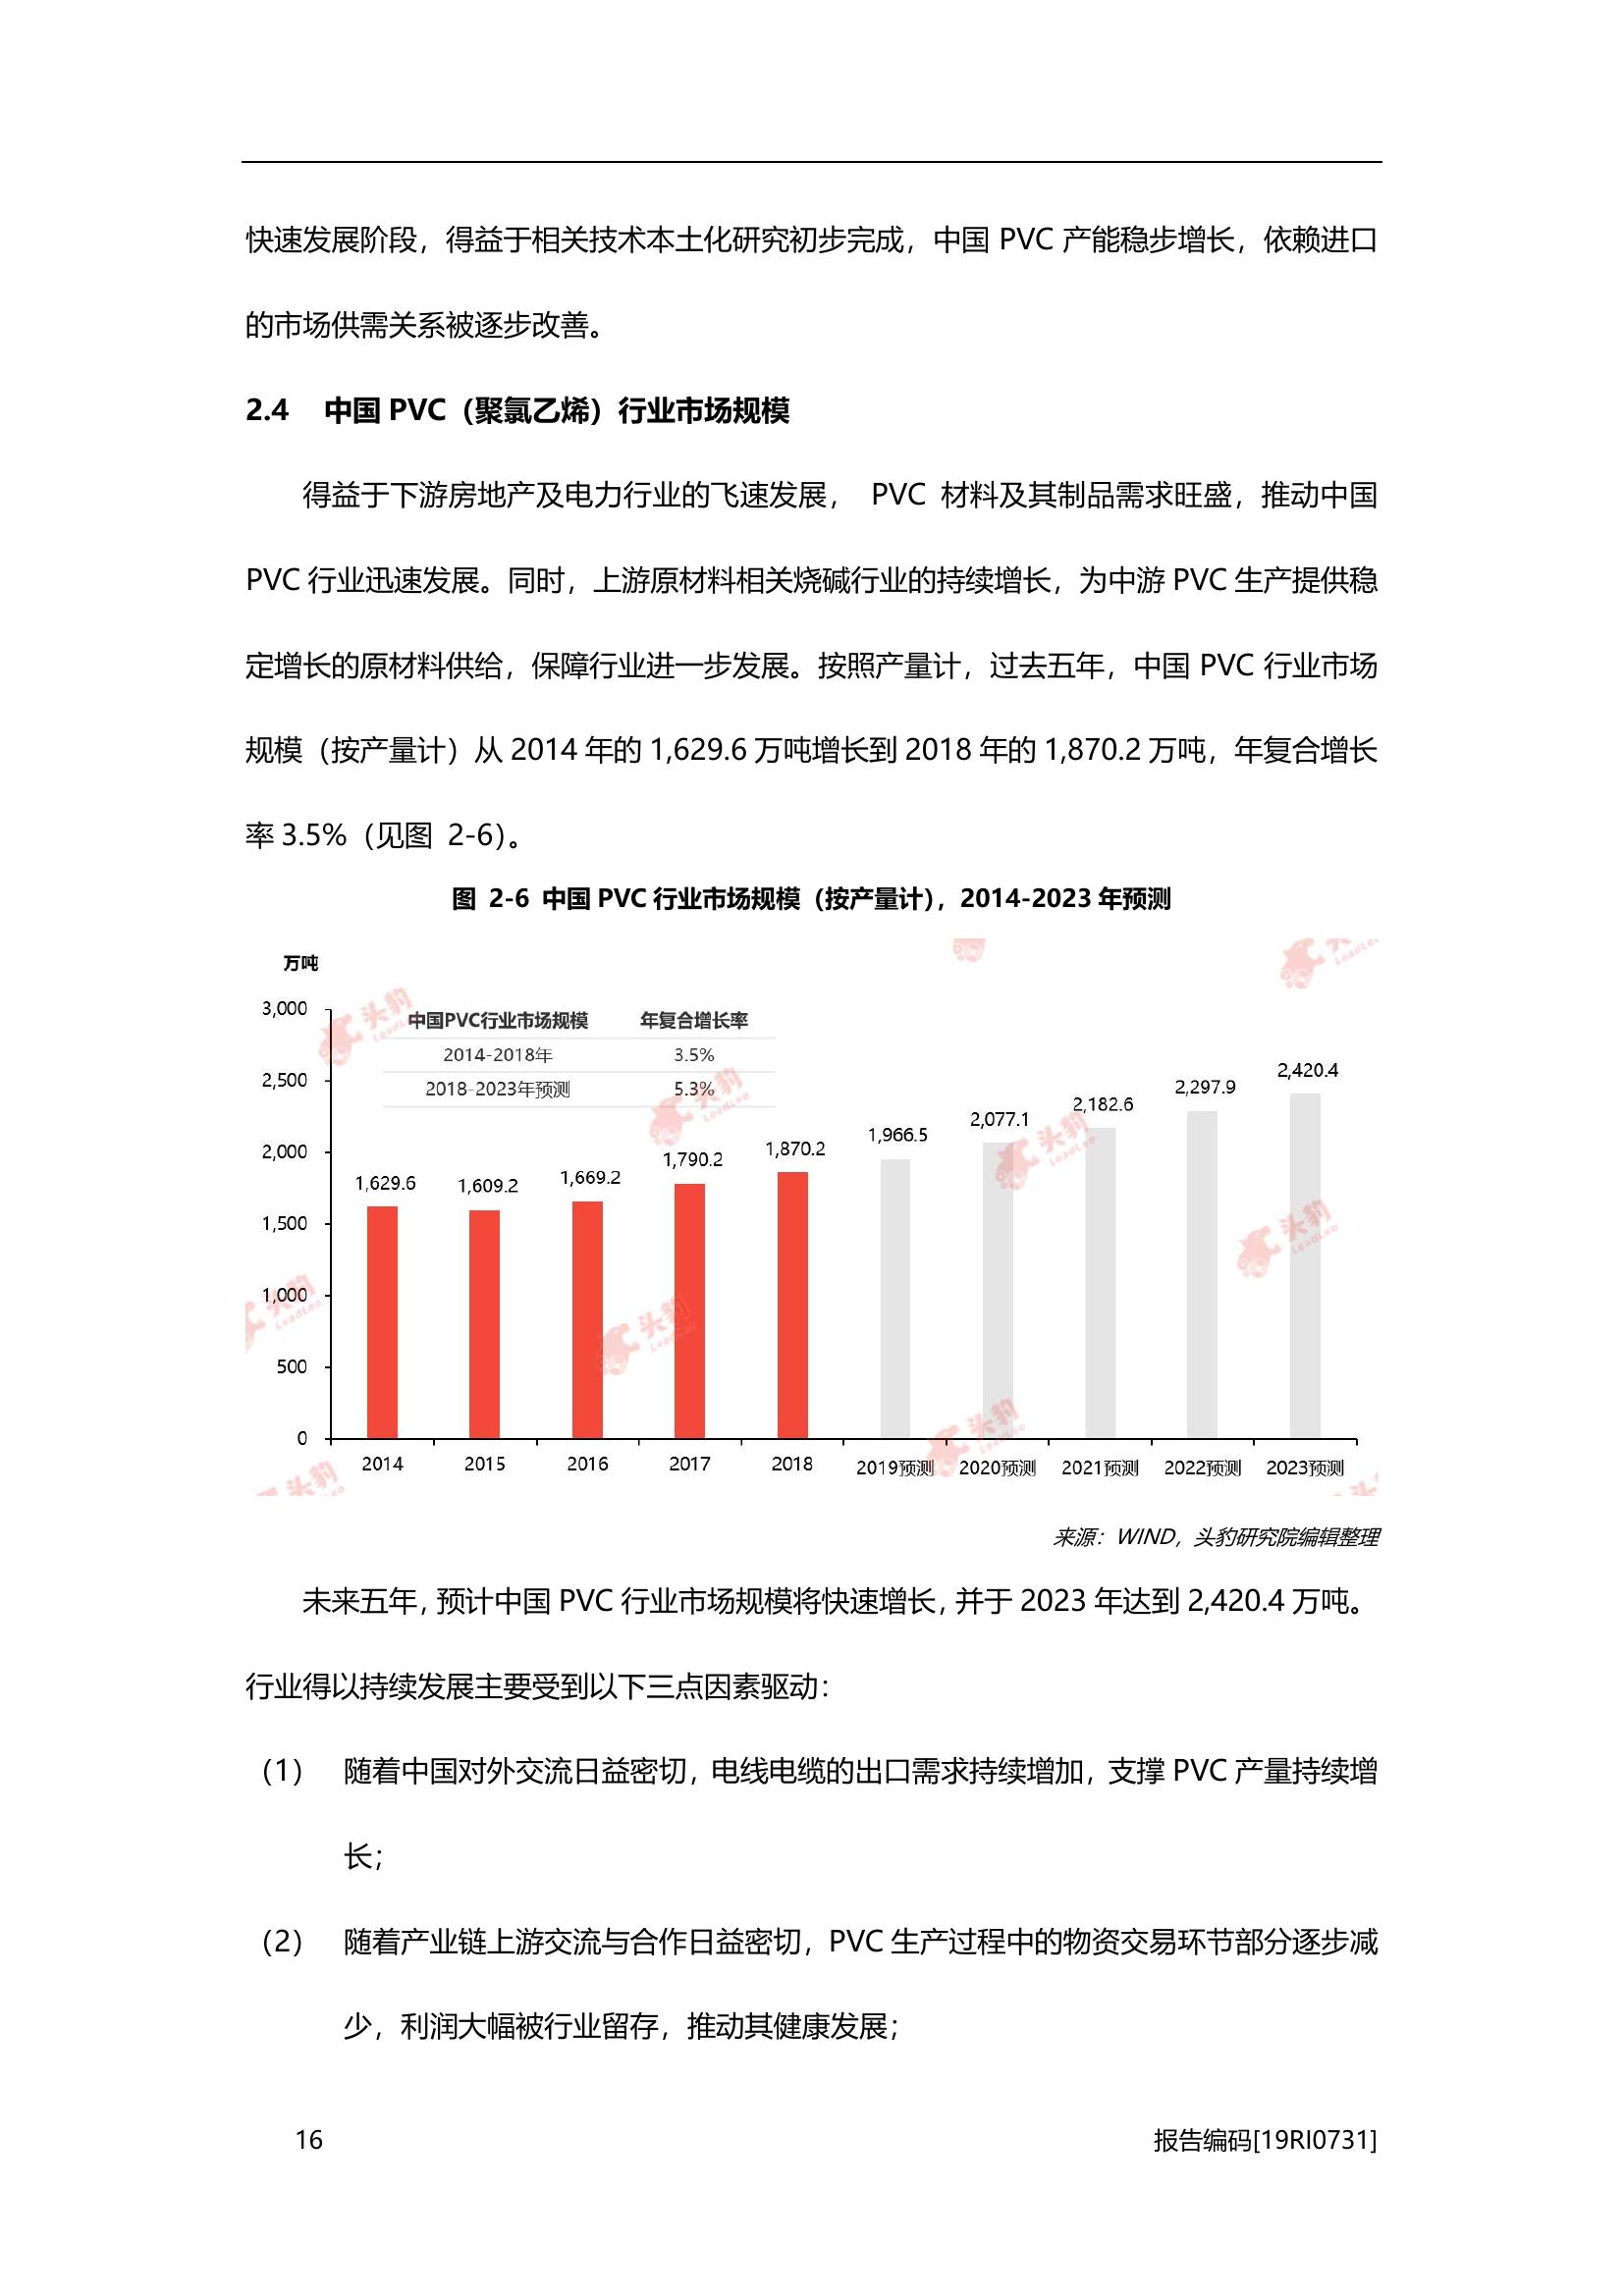 快速发展阶段，得益于相关技术本土化研究初步完成，中国 PVC 产能稳步增长，依赖进口
的市场供需关系被逐步改善。
2.4 中国 PVC（聚氯乙烯）行业市场规模
得益于下游房地产及电力行业的飞速发展， PVC 材料及其制品需求旺盛，推动中国
PVC 行业迅速发展。同时，上游原材料相关烧碱行业的持续增长，为中游 PVC 生产提供稳
定增长的原材料供给，保障行业进一步发展。按照产量计，过去五年，中国 PVC 行业市场
规模（按产量计）从 2014 年的 1,629.6 万吨增长到 2018 年的 1,870.2 万吨，年复合增长
率 3.5%（见图 2-6）。
图 2-6 中国 PVC 行业市场规模（按产量计），2014-2023 年预测
万吨
中国PVC行业市场规模 年复合增长率
2014-2018年 3.5%
2018-2023年预测 5.3%
3,000
2,500
2,000
1,500
1,000
500
0
1,629.6
1,609.2
1,669.2
1,790.2
1,870.2
1,966.5
2,077.1
2,182.6
2,297.9
2,420.4
2014 2015 2016 2017 2018 2019预测 2020预测 2021预测 2022预测 2023预测
头豹
LeadLeo
来源：WIND，头豹研究院编辑整理
未来五年，预计中国 PVC 行业市场规模将快速增长，并于 2023 年达到 2,420.4 万吨。
行业得以持续发展主要受到以下三点因素驱动：
（1） 随着中国对外交流日益密切，电线电缆的出口需求持续增加，支撑 PVC 产量持续增
长；
（2） 随着产业链上游交流与合作日益密切，PVC 生产过程中的物资交易环节部分逐步减
少，利润大幅被行业留存，推动其健康发展；
16 报告编码[19RI0731]